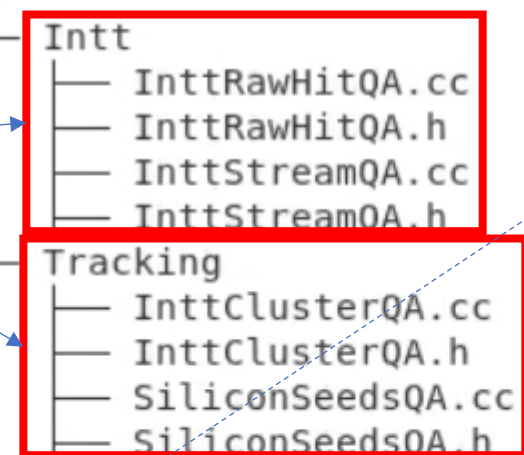 Intt
InttRawHitQA.cc
InttRawHitQA.h
InttStreamQA.cc
InttStreamQA.h
Tracking
InttClusterQA.cc
InttClusterQA.h
SiliconSeedsQA.cc
SiliconSeedsQA.h